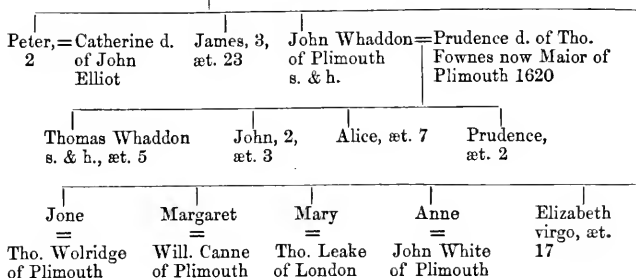 Peter,=Catherine d. of John Elliot
2
James, 3,
æt. 23
John Whaddon=Prudence d. of Tho.
of Plimouth Fownes now Maior of
s. & h. Plimouth 1620
Thomas Whaddon
s. & h., æt. 5
John, 2,
æt. 3
Alice, æt. 7
Prudence,
æt. 2
Jone
=
Tho. Wolridge
of Plimouth
Margaret
=
Will. Canne
of Plimouth
Mary
=
Tho. Leake
of London
Anne
=
John White
of Plimouth
Elizabeth
virgo, æt.
17